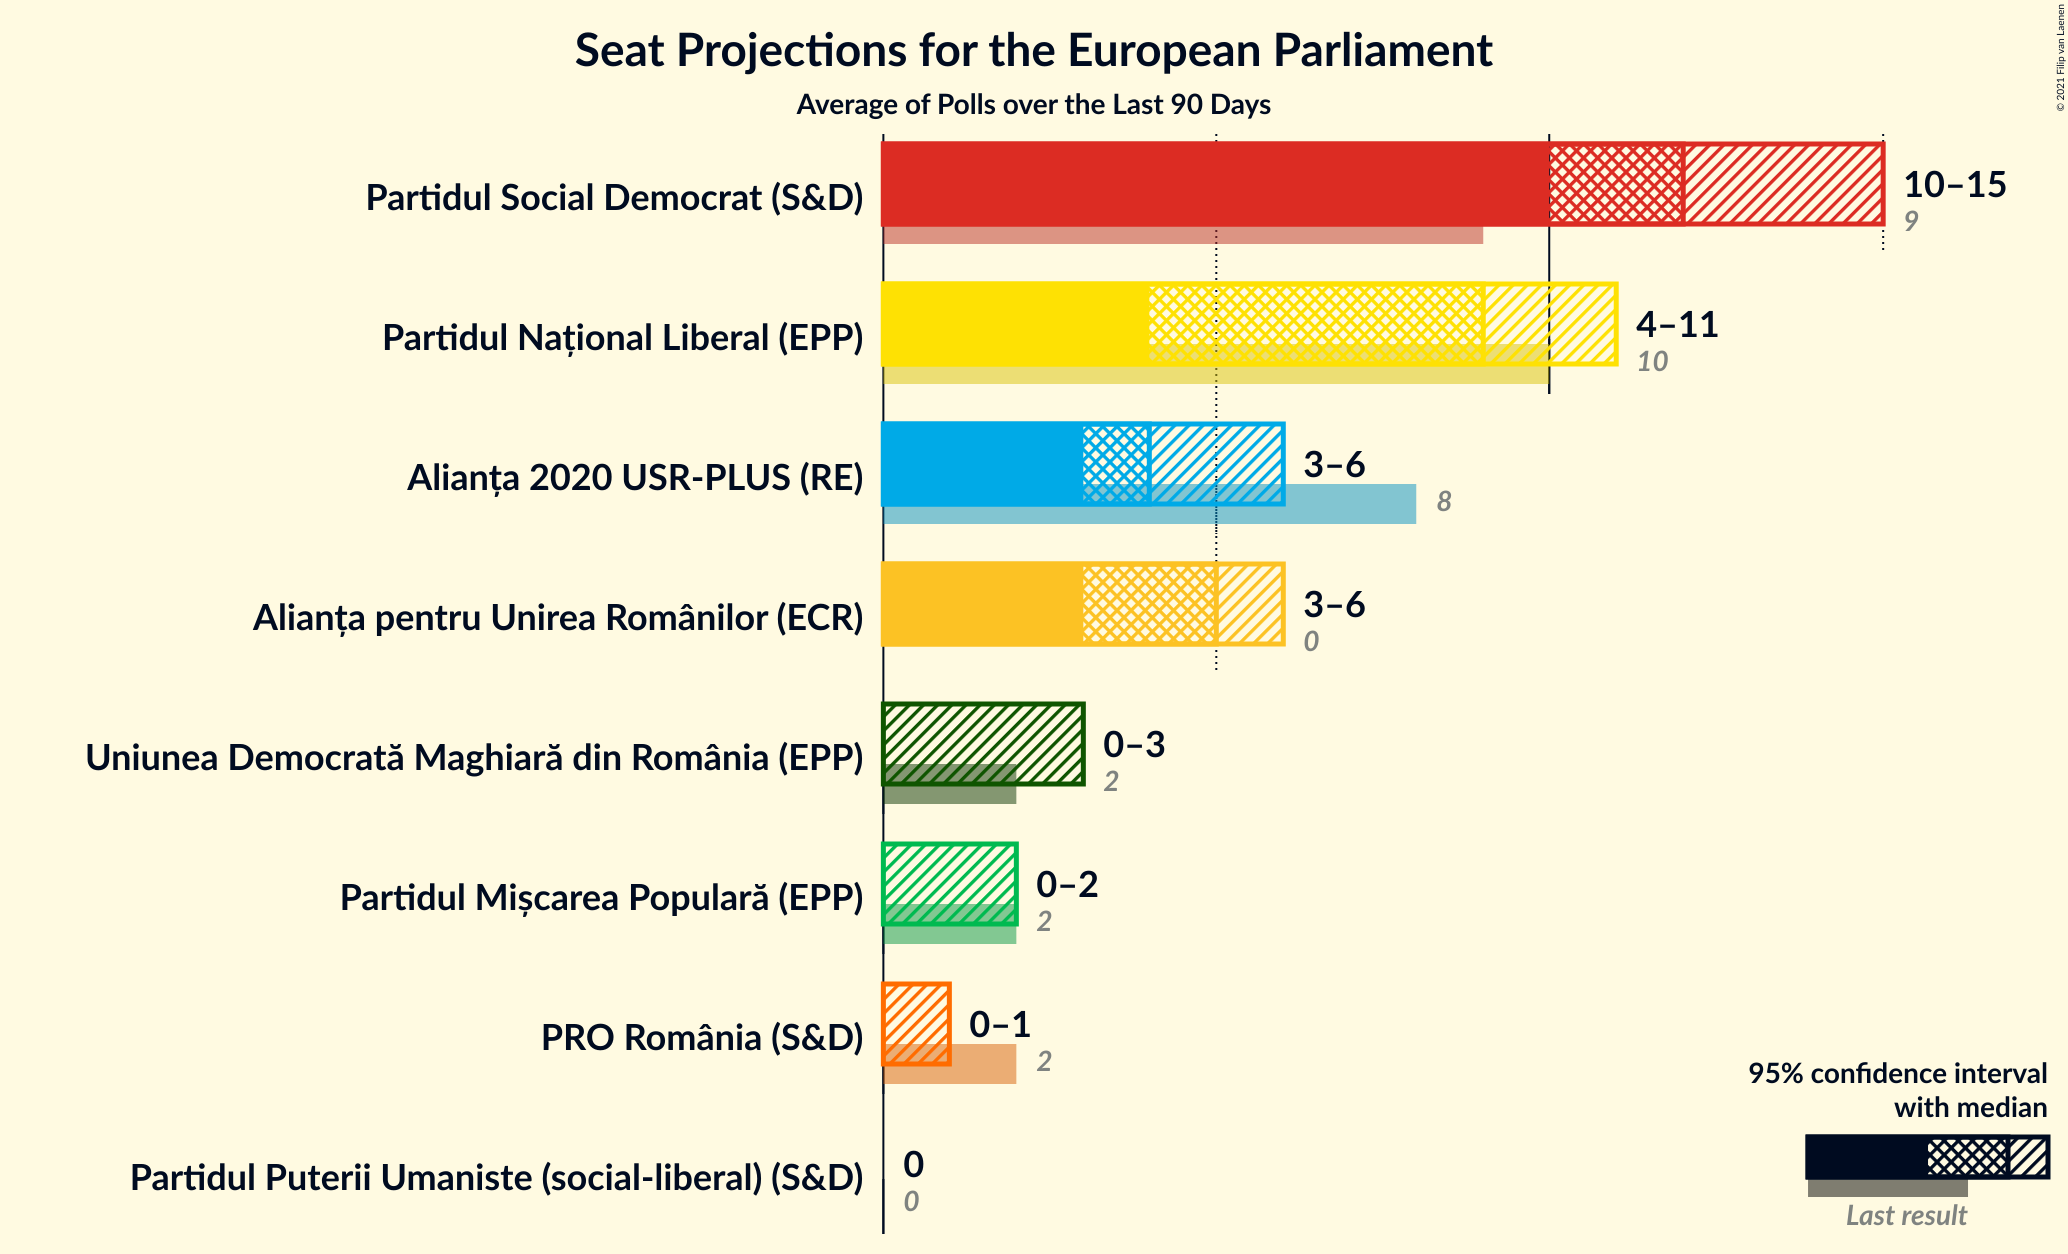 Seat Projections for the European Parliament
Average of Polls over the Last 90 Days
© 2021 Filip van Laenen
Partidul Social Democrat (S&D)
10–15
9
Partidul Național Liberal (EPP)
4–11
10
Alianța 2020 USR-PLUS (RE)
3–6
8
Alianța pentru Unirea Românilor (ECR)
3–6
0
Uniunea Democrată Maghiară din România (EPP)
0–3
2
Partidul Mișcarea Populară (EPP)
0–2
2
PRO România (S&D)
0–1
2
Partidul Puterii Umaniste (social-liberal) (S&D)
0
0
95% confidence interval
with median
Last result